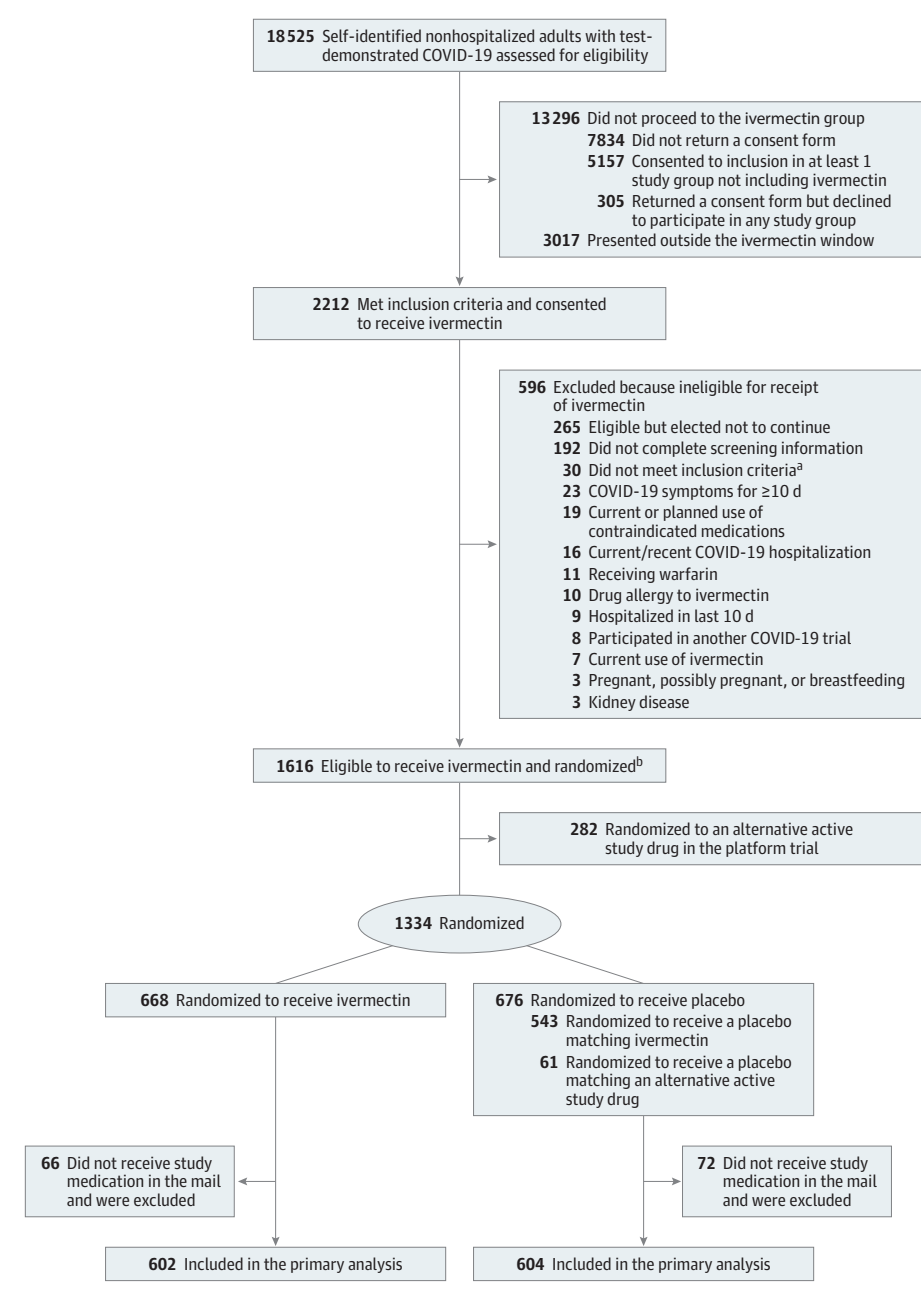 18525 Self-identified nonhospitalized adults with test-
demonstrated COVID-19 assessed for eligibility
13296 Did not proceed to the ivermectin group
7834 Did not return a consent form
5157 Consented to inclusion in at least 1
study group not including ivermectin
305 Returned a consent form but declined
to participate in any study group
3017 Presented outside the ivermectin window
2212 Met inclusion criteria and consented
to receive ivermectin
596 Excluded because ineligible for receipt
of ivermectin
265 Eligible but elected not to continue
192 Did not complete screening information
30 Did not meet inclusion criteriaᵃ
23 COVID-19 symptoms for ≥10 d
19 Current or planned use of
contraindicated medications
16 Current/recent COVID-19 hospitalization
11 Receiving warfarin
10 Drug allergy to ivermectin
9 Hospitalized in last 10 d
8 Participated in another COVID-19 trial
7 Current use of ivermectin
3 Pregnant, possibly pregnant, or breastfeeding
3 Kidney disease
1616 Eligible to receive ivermectin and randomizedᵇ
282 Randomized to an alternative active
study drug in the platform trial
1334 Randomized
668 Randomized to receive ivermectin
676 Randomized to receive placebo
543 Randomized to receive a placebo
matching ivermectin
61 Randomized to receive a placebo
matching an alternative active
study drug
66 Did not receive study
medication in the mail
and were excluded
72 Did not receive study
medication in the mail
and were excluded
602 Included in the primary analysis
604 Included in the primary analysis